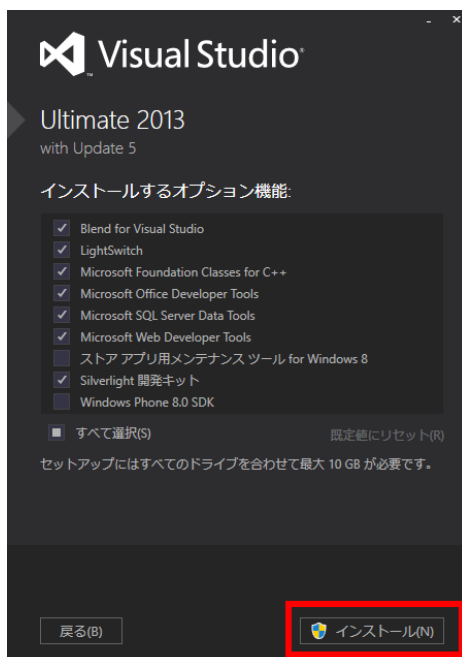 Visual Studio
Ultimate 2013
with Update 5
インストールするオプション機能:
Blend for Visual Studio
LightSwitch
Microsoft Foundation Classes for C++
Microsoft Office Developer Tools
Microsoft SQL Server Data Tools
Microsoft Web Developer Tools
ストア アプリ用メンテナンス ツール for Windows 8
Silverlight 開発キット
Windows Phone 8.0 SDK
すべて選択(S) 既定値にリセット(R)
セットアップにはすべてのドライブを合わせて最大 10 GB が必要です。
戻る(B) インストール(N)